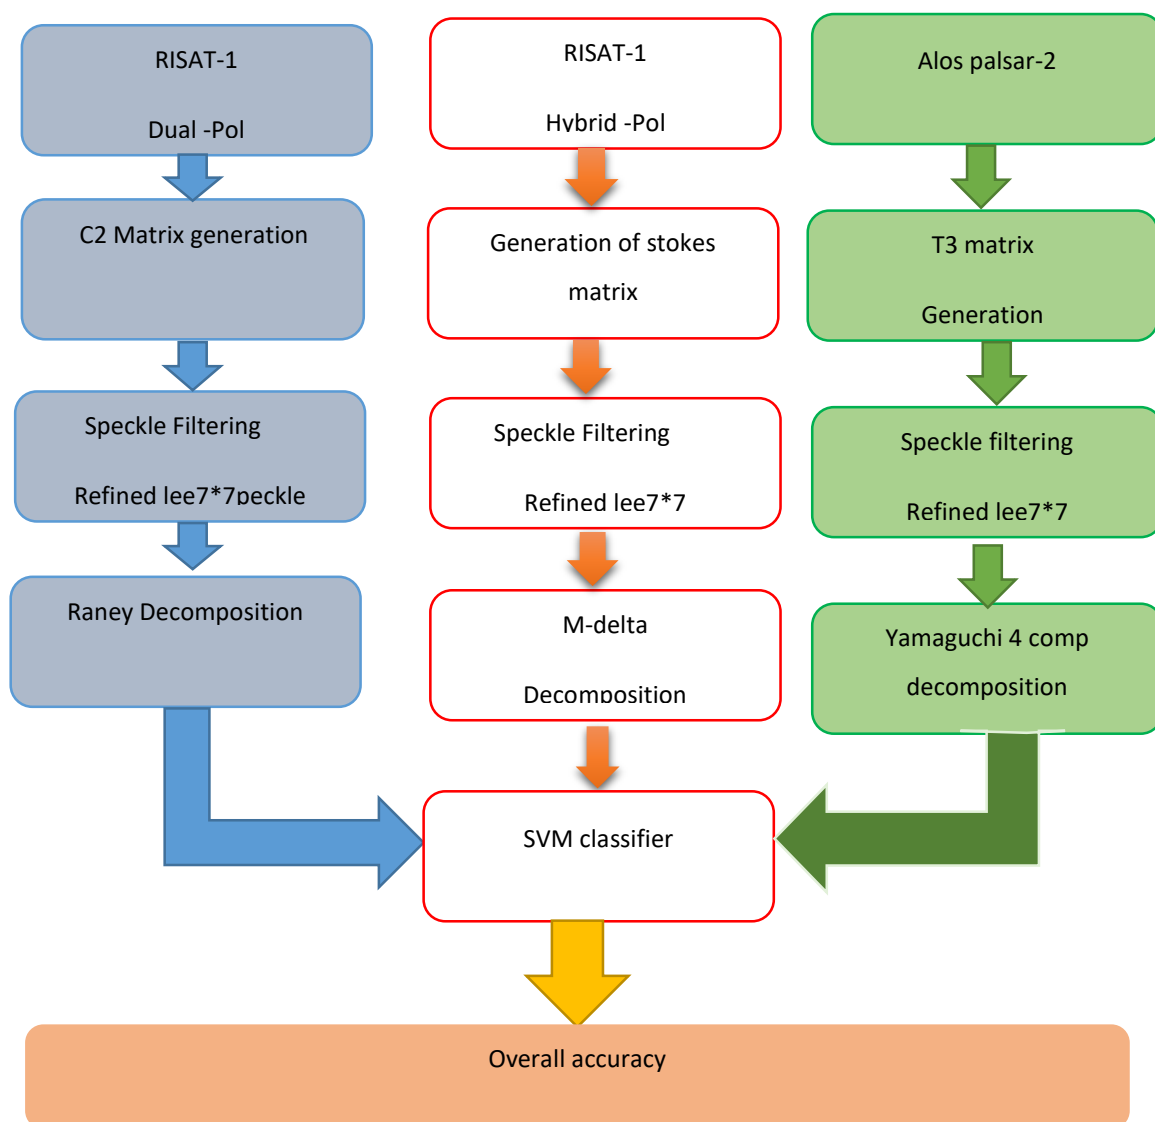 RISAT-1
Dual -Pol
C2 Matrix generation
Speckle Filtering
Refined lee7*7peckle
Raney Decomposition
RISAT-1
Hybrid -Pol
Generation of stokes
matrix
Speckle Filtering
Refined lee7*7
M-delta
Decomposition
Alos palsar-2
T3 matrix
Generation
Speckle filtering
Refined lee7*7
Yamaguchi 4 comp
decomposition
SVM classifier
Overall accuracy